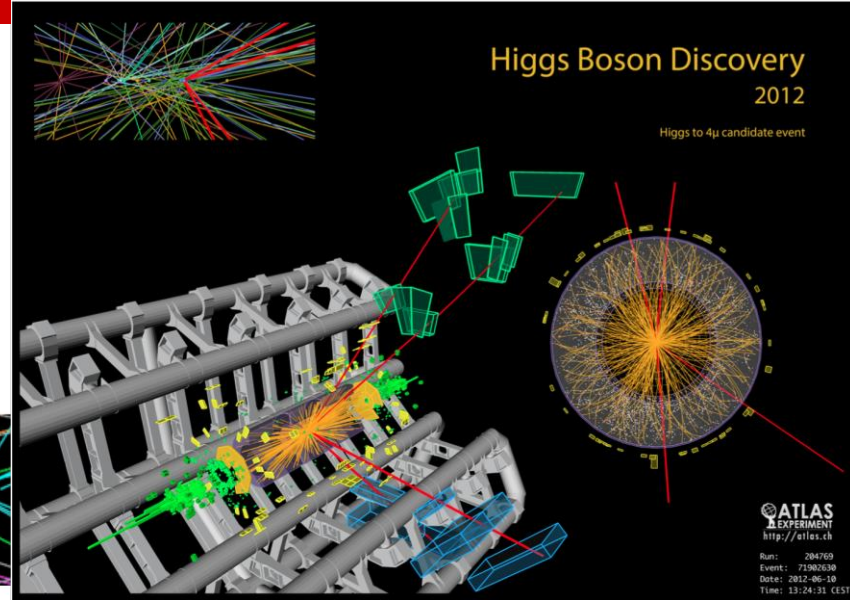 Higgs Boson Discovery
2012
Higgs to 4μ candidate event
ATLAS
EXPERIMENT
http://atlas.ch
Run: 204769
Event: 71902630
Date: 2012-06-10
Time: 13:24:31 CEST